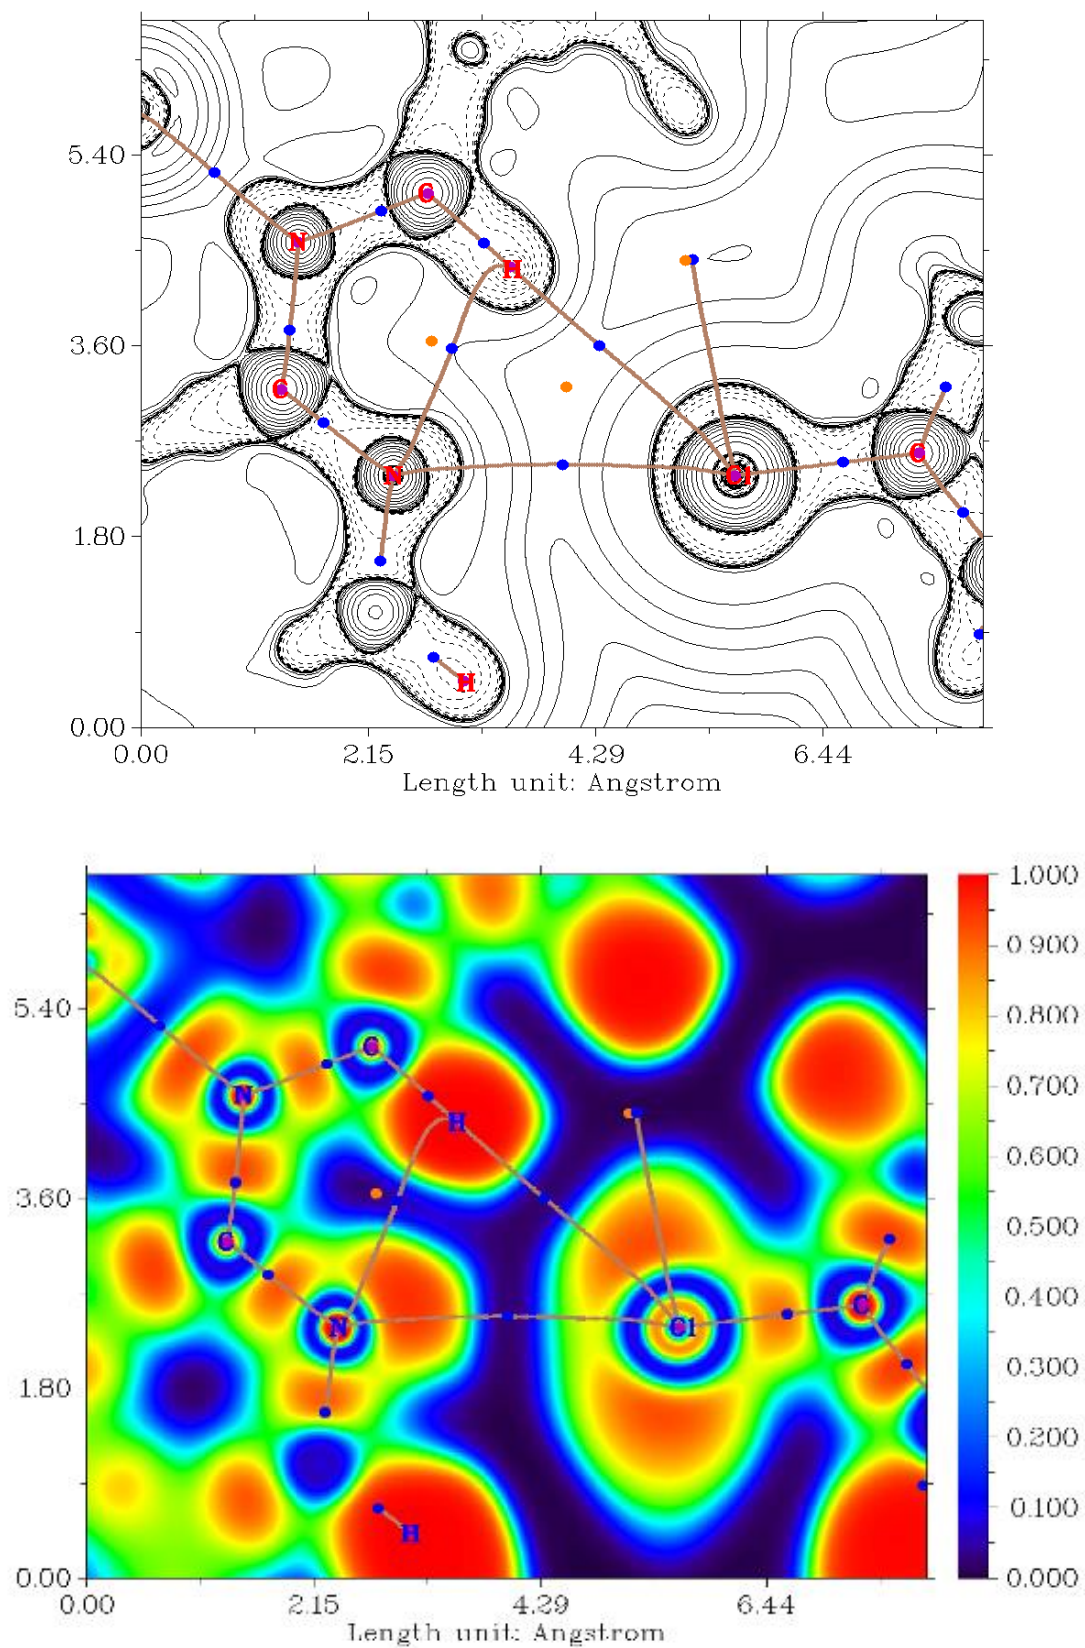 5.40
C
N
H
3.60
C
C
N
Cl
1.80
H
0.00
0.00 2.15 4.29 6.44
Length unit: Angstrom
1.000
0.900
5.40
C
0.800
N
H
0.700
3.60
0.600
C
0.500
C
N
Cl
0.400
0.300
1.80
0.200
H
0.100
0.00
0.000
0.00 2.15 4.29 6.44
Length unit: Angstrom